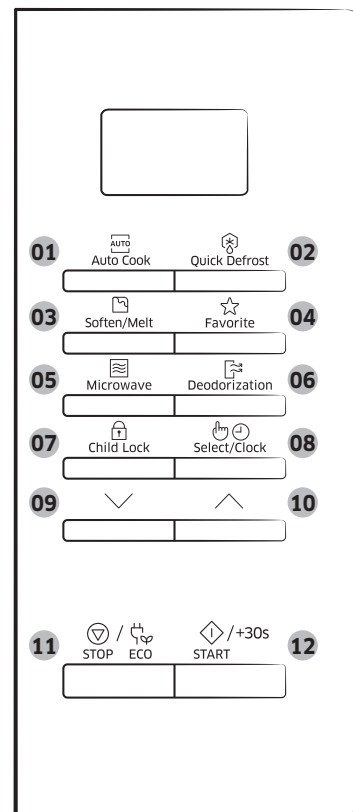 01 AUTO Auto Cook Quick Defrost 02
03 Soften/Melt Favorite 04
05 Microwave Deodorization 06
07 Child Lock Select/Clock 08
09 10
11 / /+30s 12
STOP ECO START